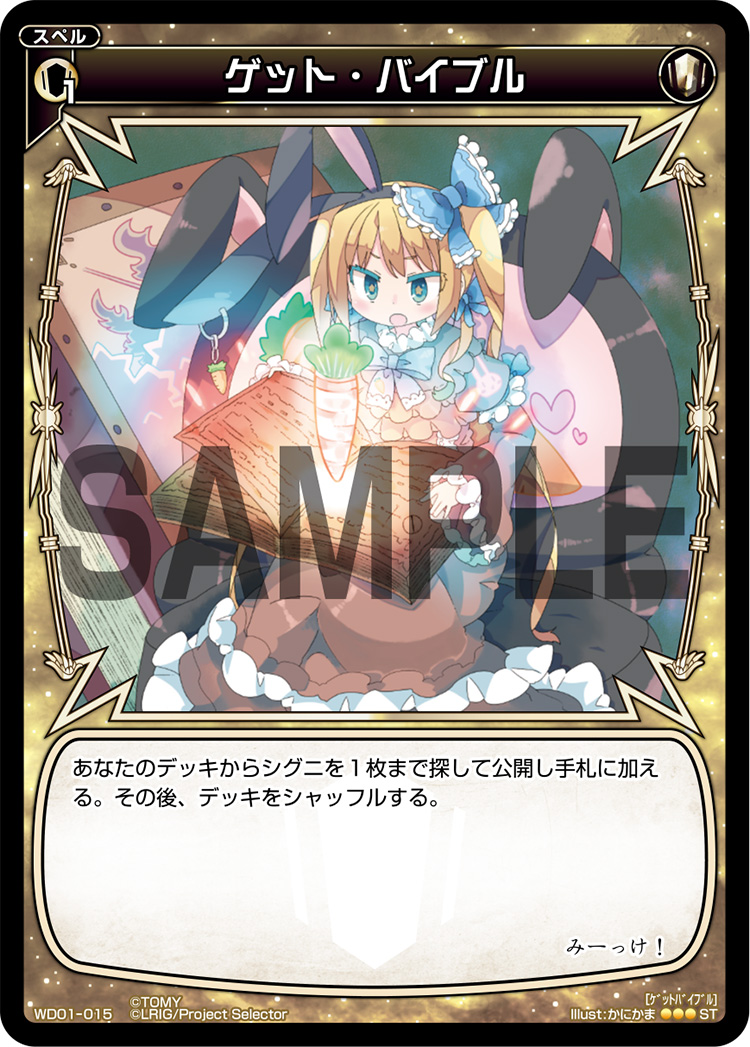 スペル
1
ゲット・バイブル
SAMPLE
あなたのデッキからシグニを1枚まで探して公開し手札に加え
る。その後、デッキをシャッフルする。
みーっけ!
WD01-015
©TOMY
©LRIG/Project Selector
[ｹﾞｯﾄﾊﾞｲﾌﾞﾙ]
Illust:かにかま ST